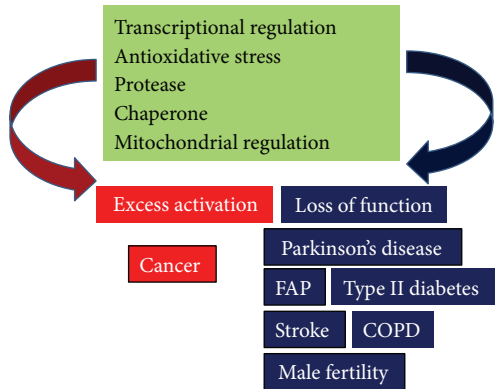 Transcriptional regulation
Antioxidative stress
Protease
Chaperone
Mitochondrial regulation
Excess activation
Loss of function
Cancer
Parkinson's disease
FAP
Type II diabetes
Stroke
COPD
Male fertility